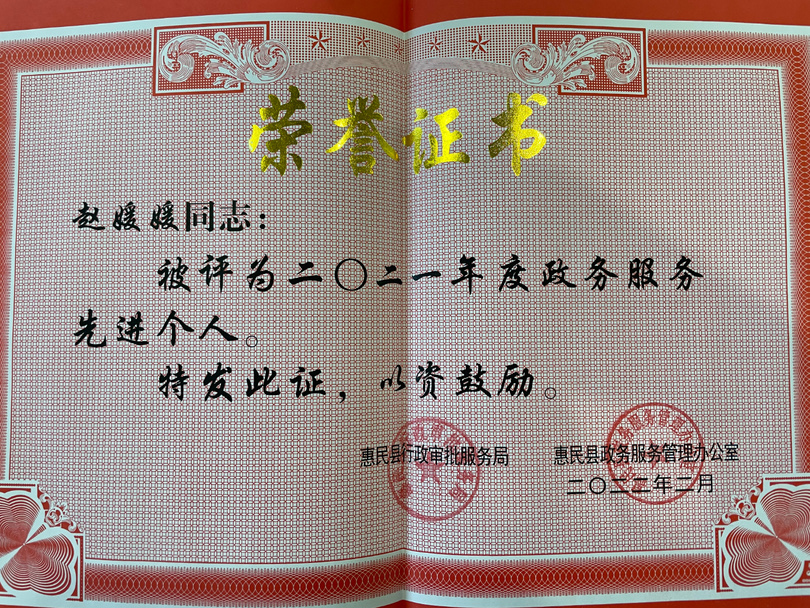 荣誉证书
赵媛媛同志：
被评为二〇二一年度政务服务
先进个人。
特发此证，以资鼓励。
惠民县行政审批服务局 惠民县政务服务管理办公室
二〇二二年二月